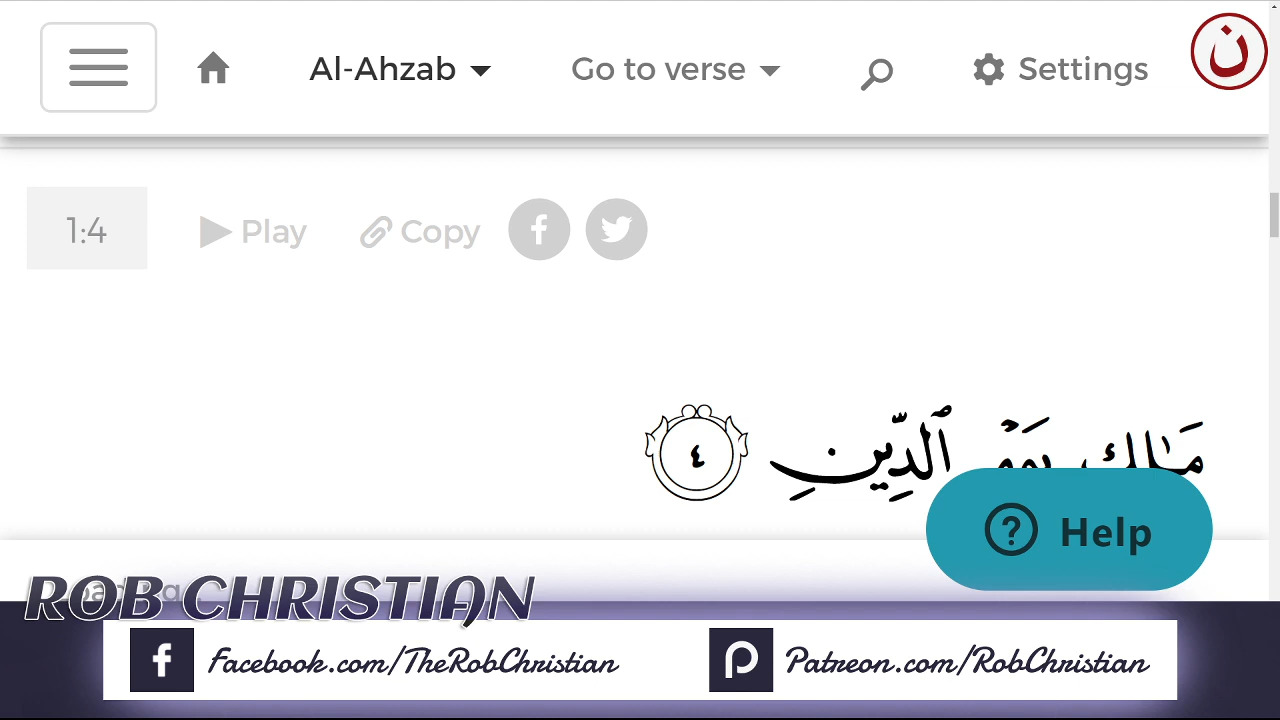 Al-Ahzab Go to verse Settings ن
1:4 Play Copy
مَـٰلِكِ يَوْمِ ٱلدِّينِ ٤
Help
ROB CHRISTIAN
Facebook.com/TheRobChristian Patreon.com/RobChristian